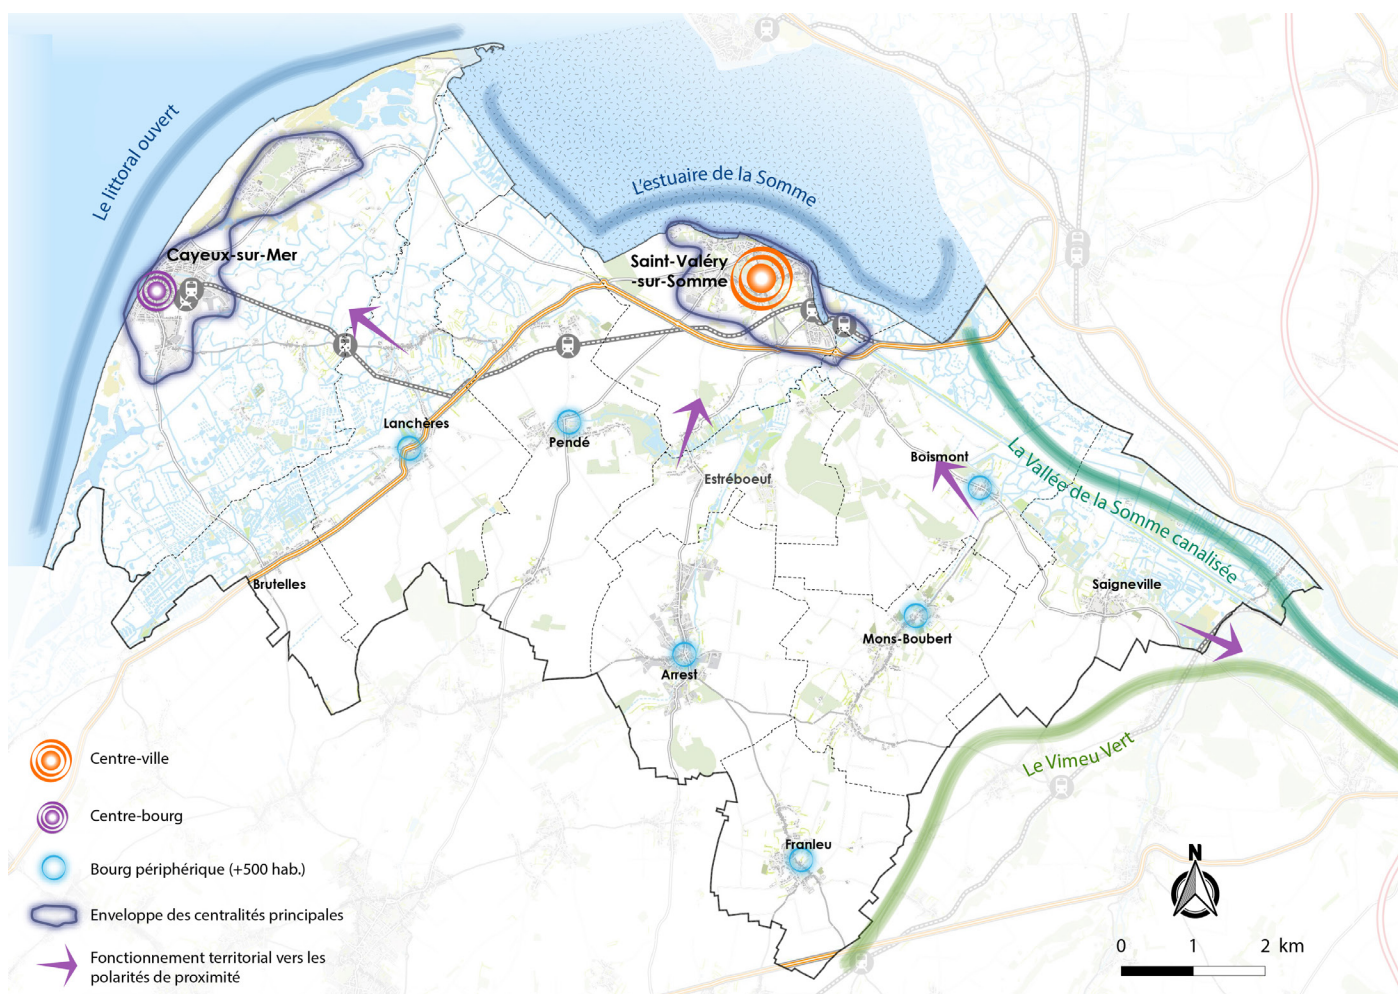 Le littoral ouvert
L'estuaire de la Somme
Cayeux-sur-Mer
Saint-Valéry
-sur-Somme
Lanchères
Pendé
Boismont
Estréboeuf
La Vallée de la Somme canalisée
Brutelles
Saigneville
Mons-Boubert
Arrest
Le Vimeu Vert
Franleu
Centre-ville
Centre-bourg
Bourg périphérique (+500 hab.)
Enveloppe des centralités principales
Fonctionnement territorial vers les
polarités de proximité
N
0 1 2 km